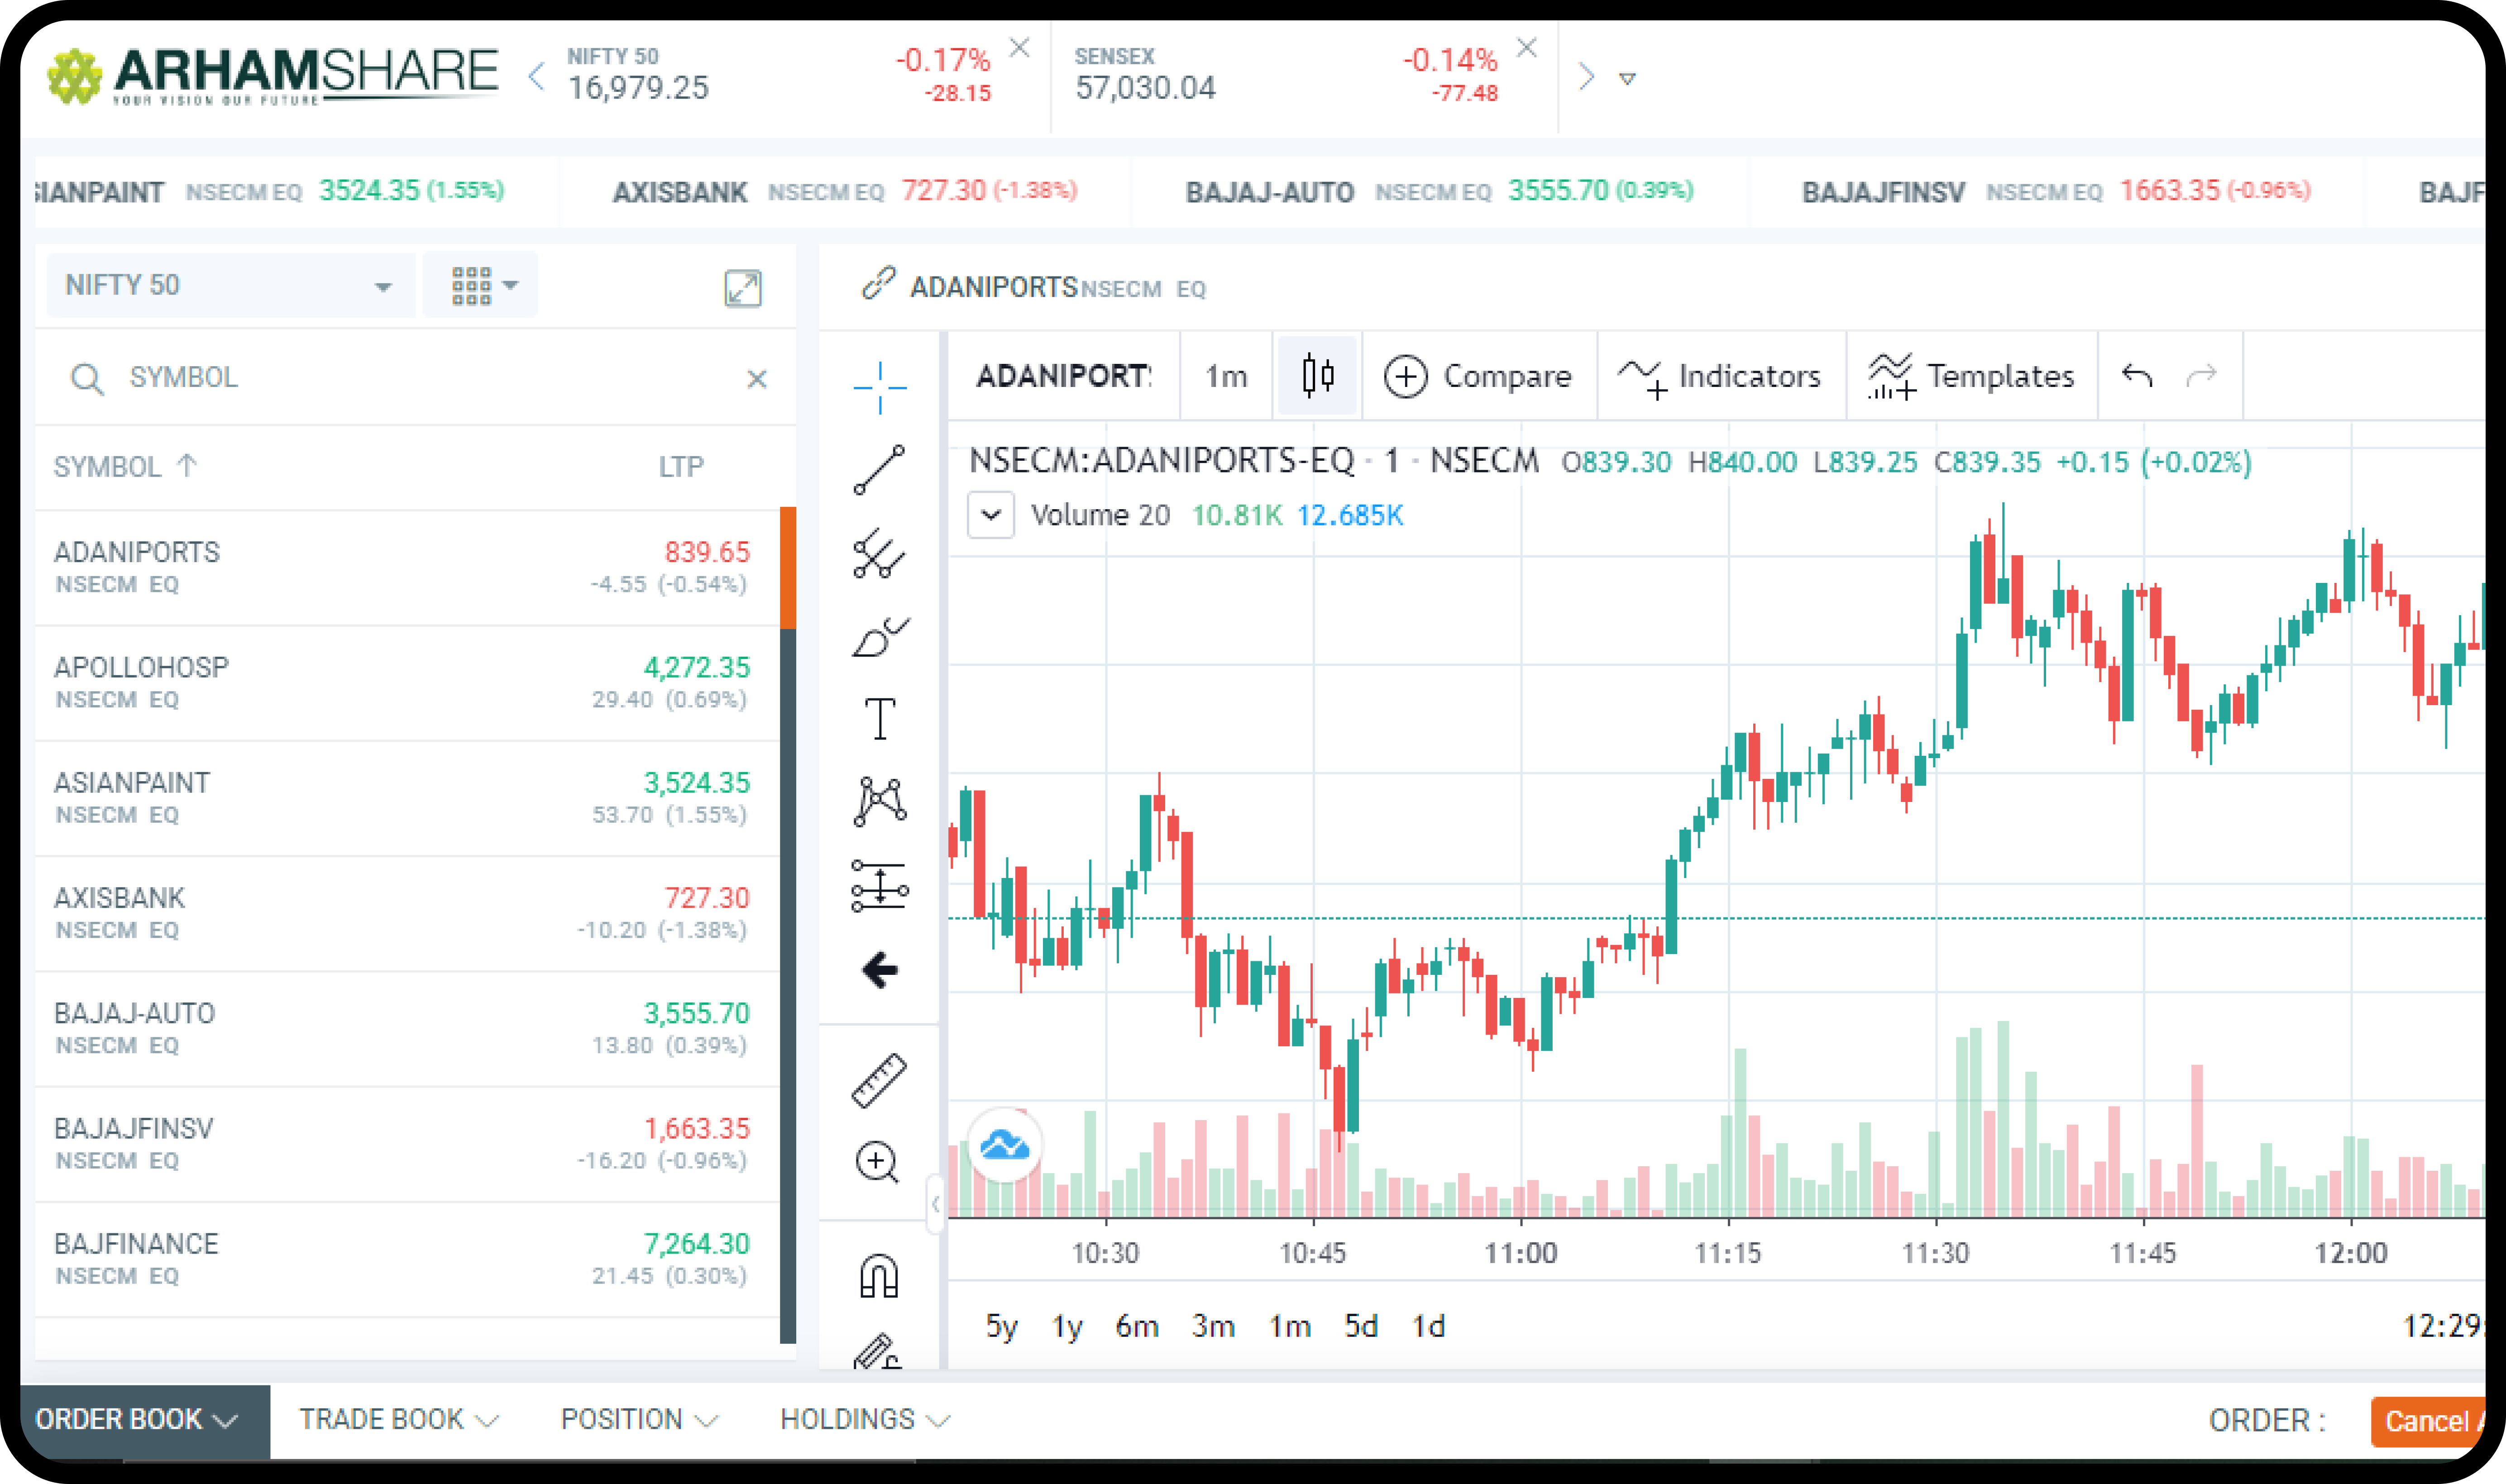 ARHAMSHARE
YOUR VISION OUR FUTURE
NIFTY 50 -0.17%
16,979.25 -28.15
SENSEX -0.14%
57,030.04 -77.48
SIANPAINT NSECM EQ 3524.35 (1.55%) AXISBANK NSECM EQ 727.30 (-1.38%) BAJAJ-AUTO NSECM EQ 3555.70 (0.39%) BAJAJFINSV NSECM EQ 1663.35 (-0.96%) BAJF
NIFTY 50
SYMBOL
SYMBOL ↑ LTP
ADANIPORTS 839.65
NSECM EQ -4.55 (-0.54%)
APOLLOHOSP 4,272.35
NSECM EQ 29.40 (0.69%)
ASIANPAINT 3,524.35
NSECM EQ 53.70 (1.55%)
AXISBANK 727.30
NSECM EQ -10.20 (-1.38%)
BAJAJ-AUTO 3,555.70
NSECM EQ 13.80 (0.39%)
BAJAJFINSV 1,663.35
NSECM EQ -16.20 (-0.96%)
BAJFINANCE 7,264.30
NSECM EQ 21.45 (0.30%)
ADANIPORTS NSECM EQ
ADANIPORT 1m Compare Indicators Templates
NSECM:ADANIPORTS-EQ · 1 · NSECM O839.30 H840.00 L839.25 C839.35 +0.15 (+0.02%)
Volume 20 10.81K 12.685K
10:30 10:45 11:00 11:15 11:30 11:45 12:00
5y 1y 6m 3m 1m 5d 1d 12:29:
ORDER BOOK TRADE BOOK POSITION HOLDINGS ORDER : Cancel A